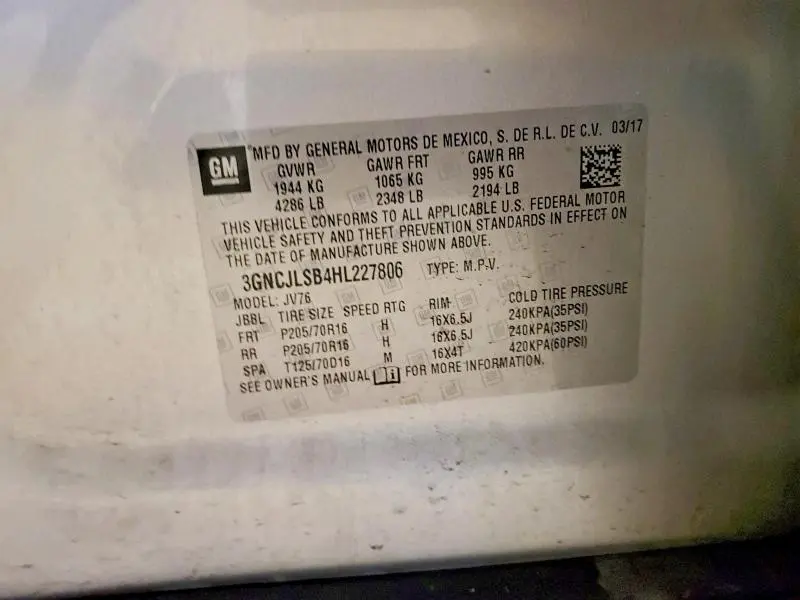 GM
MFD BY GENERAL MOTORS DE MEXICO, S. DE R.L. DE C.V. 03/17
GVWR GAWR FRT GAWR RR
1944 KG 1065 KG 995 KG
4286 LB 2348 LB 2194 LB
THIS VEHICLE CONFORMS TO ALL APPLICABLE U.S. FEDERAL MOTOR
VEHICLE SAFETY AND THEFT PREVENTION STANDARDS IN EFFECT ON
THE DATE OF MANUFACTURE SHOWN ABOVE.
3GNCJLSB4HL227806 TYPE: M.P.V.
MODEL: JV76
JBBL TIRE SIZE SPEED RTG RIM COLD TIRE PRESSURE
FRT P205/70R16 H 16X6.5J 240KPA(35PSI)
RR P205/70R16 H 16X6.5J 240KPA(35PSI)
SPA T125/70D16 M 16X4T 420KPA(60PSI)
SEE OWNER'S MANUAL FOR MORE INFORMATION.